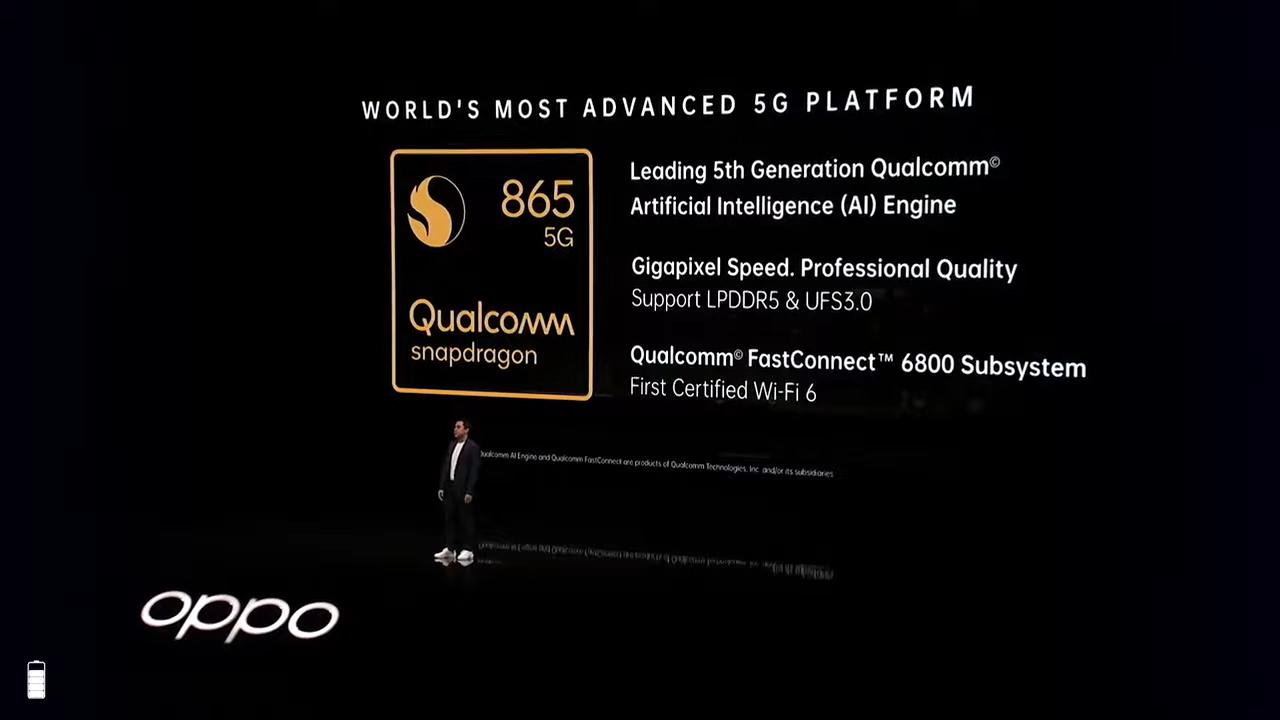 WORLD'S MOST ADVANCED 5G PLATFORM
865
5G
Qualcomm
snapdragon
Leading 5th Generation Qualcomm©
Artificial Intelligence (AI) Engine
Gigapixel Speed. Professional Quality
Support LPDDR5 & UFS3.0
Qualcomm© FastConnect™ 6800 Subsystem
First Certified Wi-Fi 6
Qualcomm AI Engine and Qualcomm FastConnect are products of Qualcomm Technologies, Inc. and/or its subsidiaries
oppo